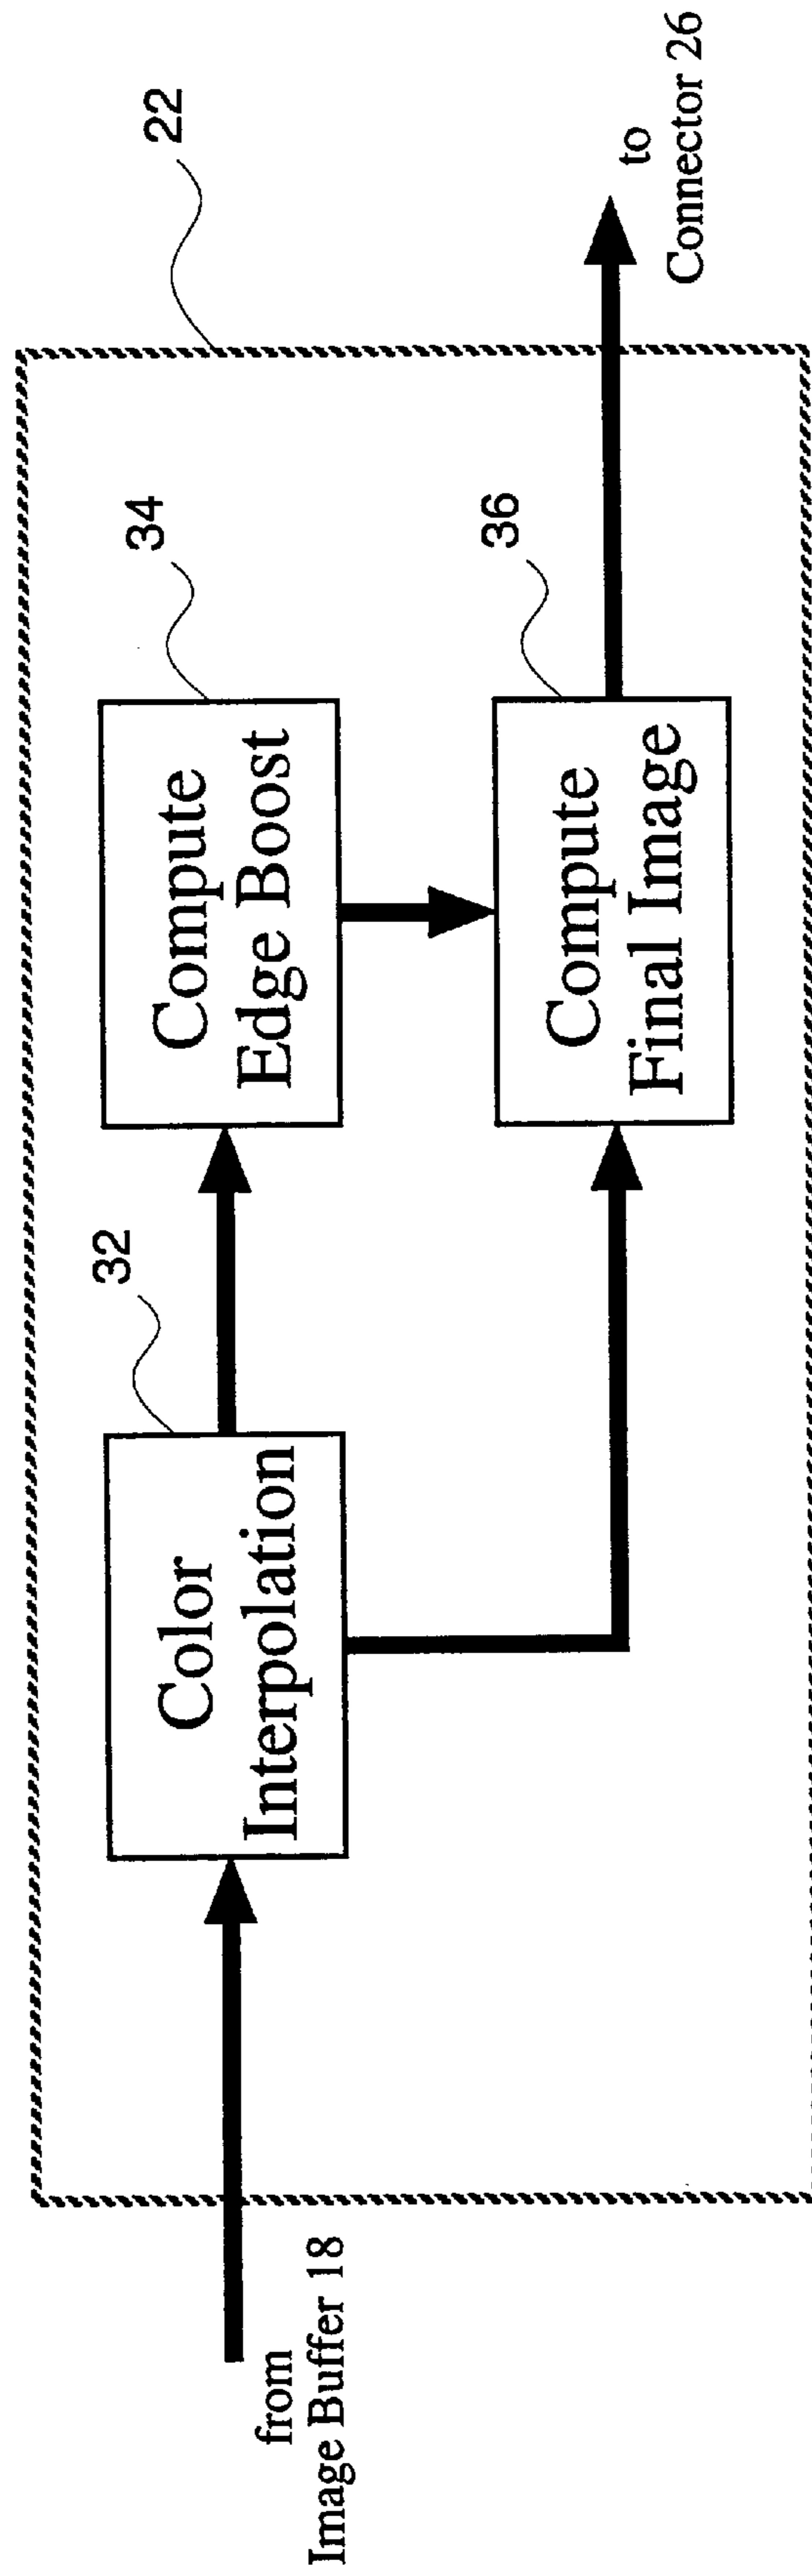 22
from
Image Buffer 18
32
Color
Interpolation
34
Compute
Edge Boost
36
Compute
Final Image
to
Connector 26